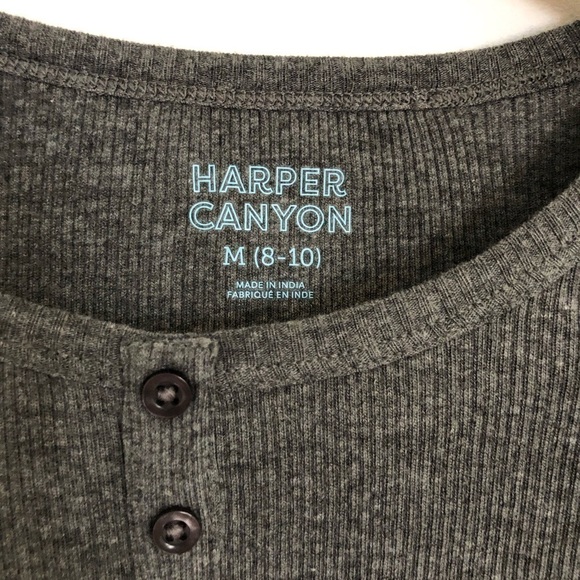 HARPER
CANYON
M (8-10)
MADE IN INDIA
FABRIQUÉ EN INDE